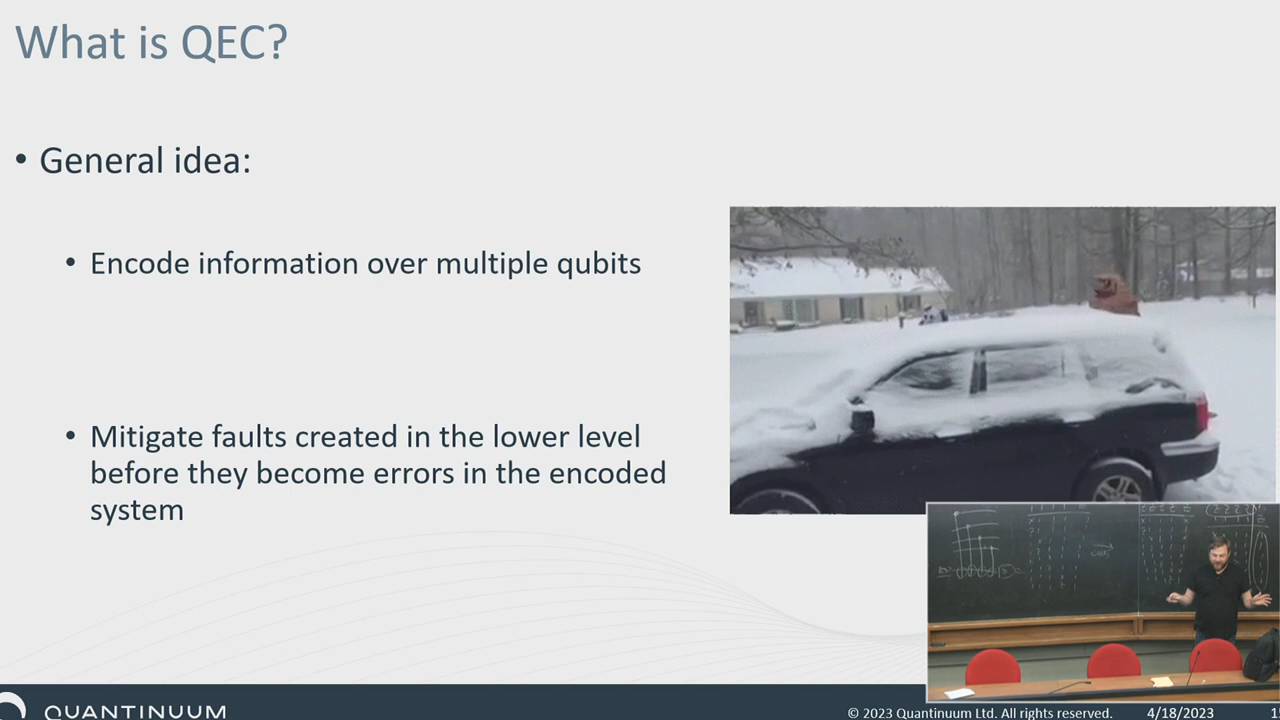 What is QEC?
• General idea:
• Encode information over multiple qubits
• Mitigate faults created in the lower level
before they become errors in the encoded
system
QUANTINUUM
© 2023 Quantinuum Ltd. All rights reserved.
4/18/2023